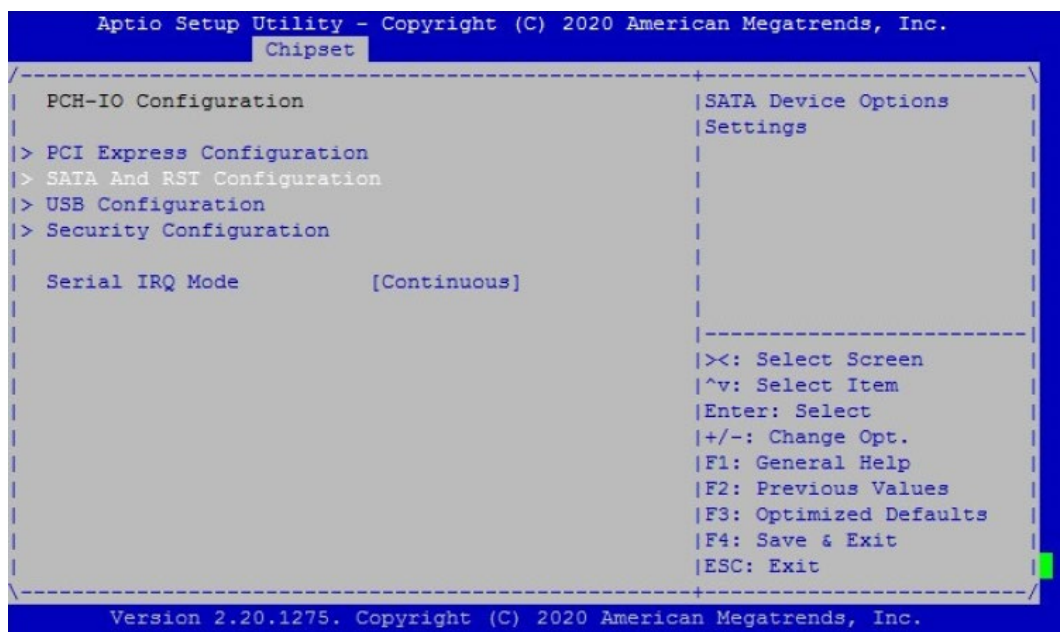 Aptio Setup Utility - Copyright (C) 2020 American Megatrends, Inc.
Chipset
PCH-IO Configuration
> PCI Express Configuration
> SATA And RST Configuration
> USB Configuration
> Security Configuration
Serial IRQ Mode [Continuous]
SATA Device Options
Settings
><: Select Screen
^v: Select Item
Enter: Select
+/-: Change Opt.
F1: General Help
F2: Previous Values
F3: Optimized Defaults
F4: Save & Exit
ESC: Exit
Version 2.20.1275. Copyright (C) 2020 American Megatrends, Inc.